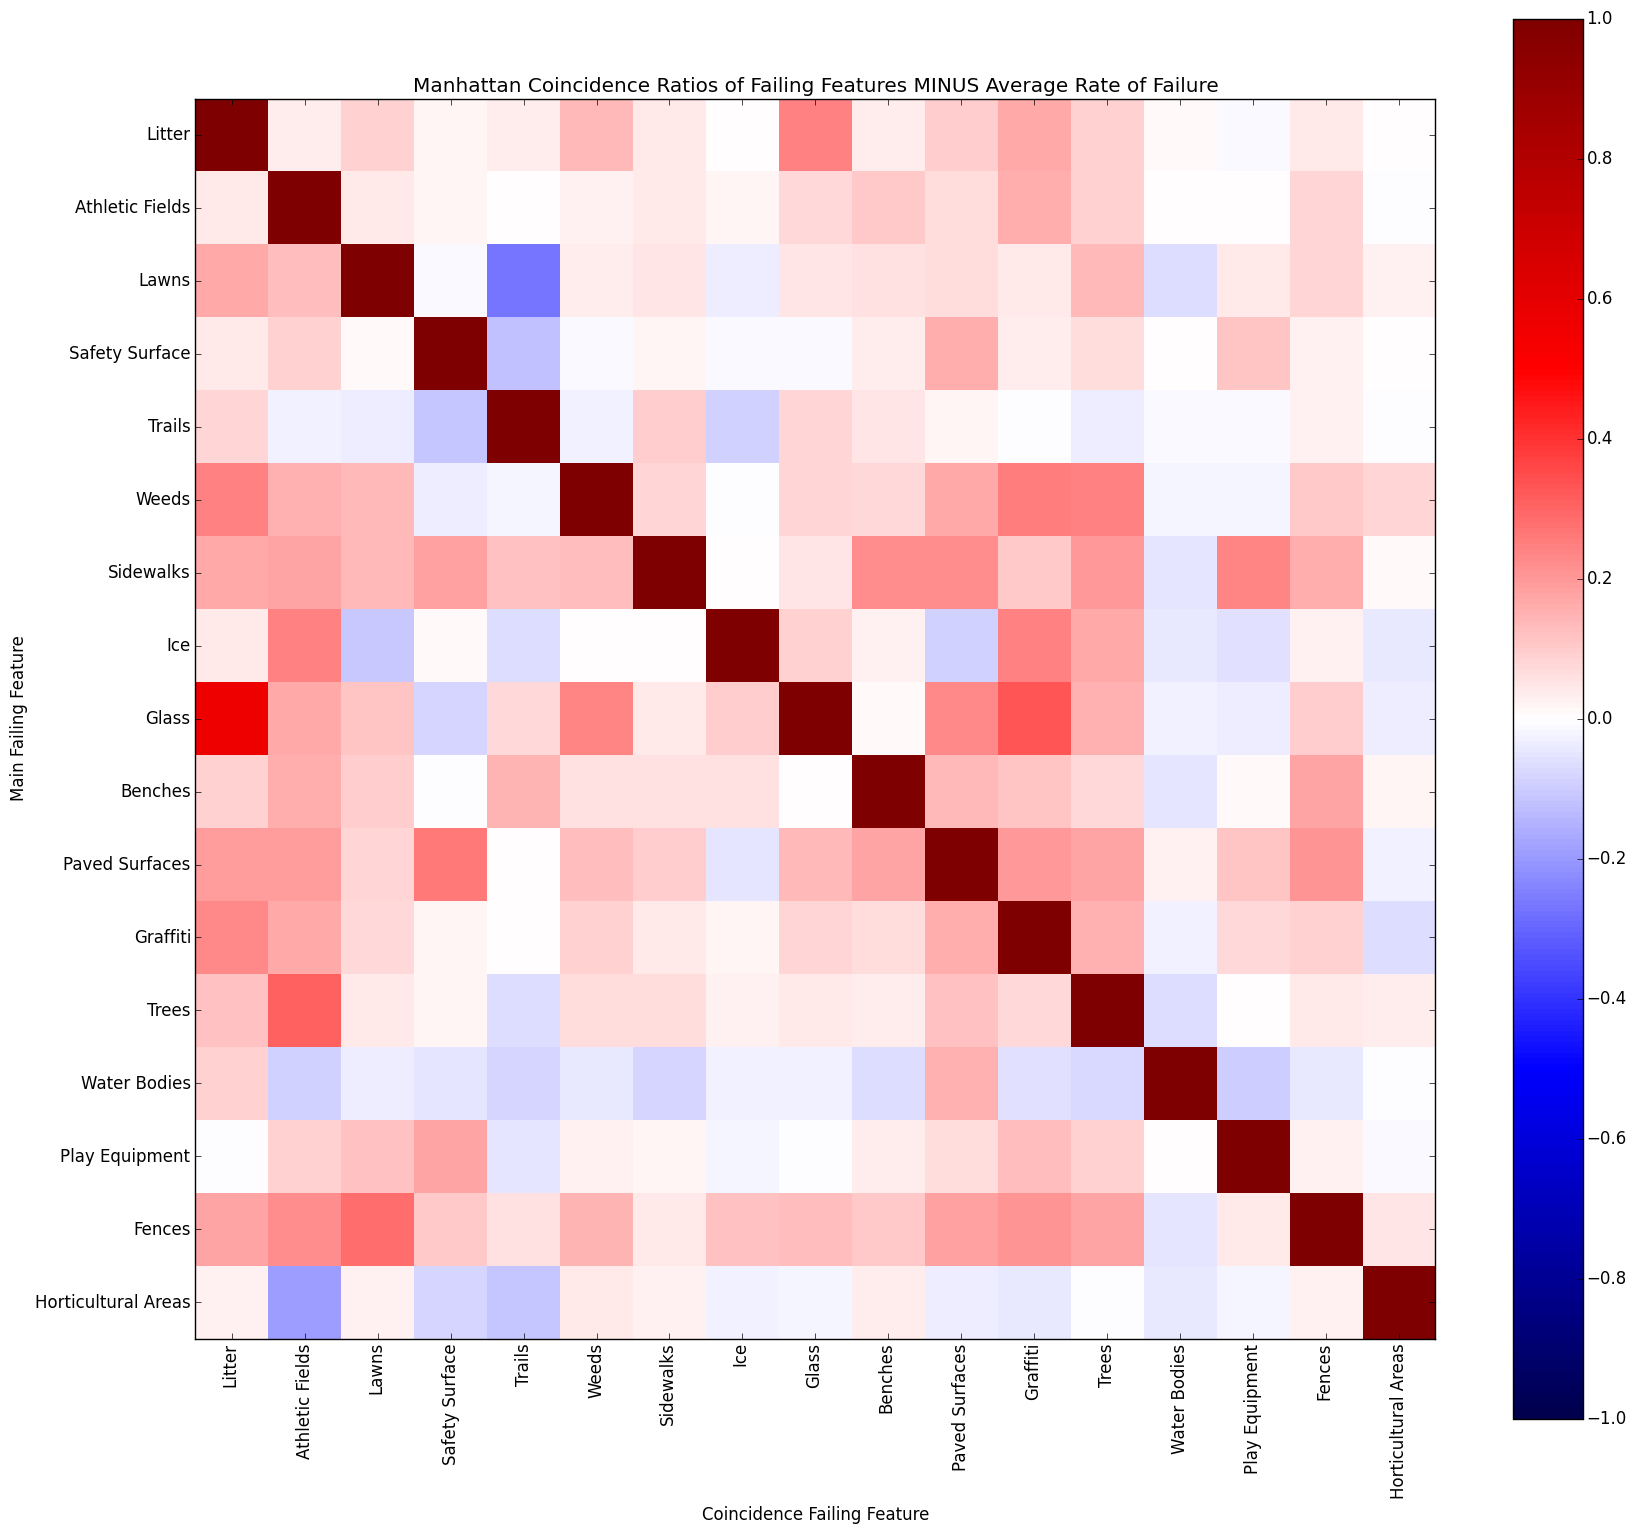 Manhattan Coincidence Ratios of Failing Features MINUS Average Rate of Failure
Main Failing Feature
Litter
Athletic Fields
Lawns
Safety Surface
Trails
Weeds
Sidewalks
Ice
Glass
Benches
Paved Surfaces
Graffiti
Trees
Water Bodies
Play Equipment
Fences
Horticultural Areas
Litter
Athletic Fields
Lawns
Safety Surface
Trails
Weeds
Sidewalks
Ice
Glass
Benches
Paved Surfaces
Graffiti
Trees
Water Bodies
Play Equipment
Fences
Horticultural Areas
Coincidence Failing Feature
1.0
0.8
0.6
0.4
0.2
0.0
−0.2
−0.4
−0.6
−0.8
−1.0